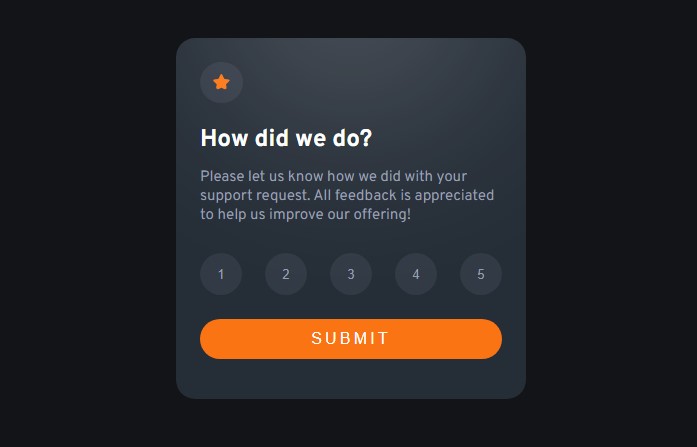 How did we do?
Please let us know how we did with your
support request. All feedback is appreciated
to help us improve our offering!
1 2 3 4 5
SUBMIT